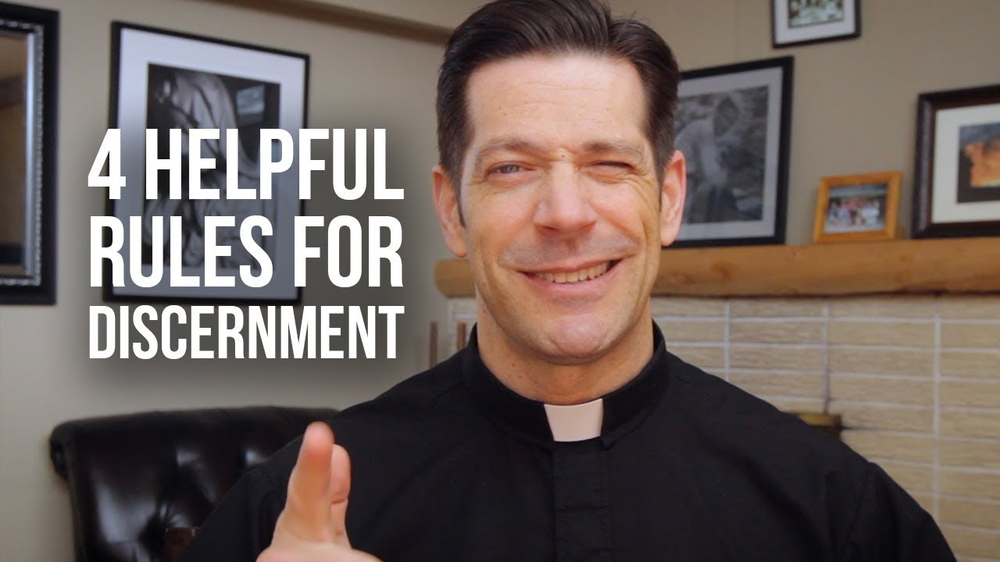 4 HELPFUL
RULES FOR
DISCERNMENT